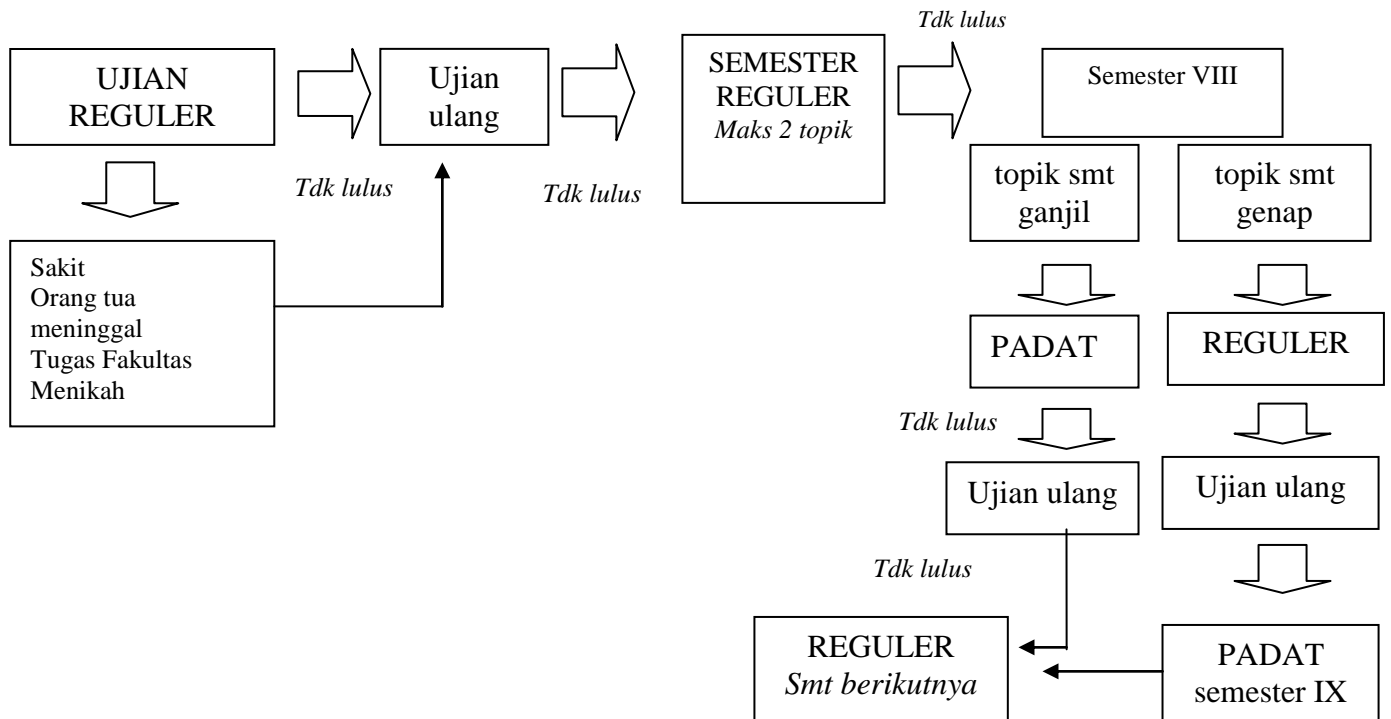 Tdk lulus
UJIAN
REGULER
Ujian
ulang
SEMESTER
REGULER
Maks 2 topik
Semester VIII
Tdk lulus
Tdk lulus
topik smt
ganjil
topik smt
genap
Sakit
Orang tua
meninggal
Tugas Fakultas
Menikah
PADAT
REGULER
Tdk lulus
Ujian ulang
Ujian ulang
Tdk lulus
REGULER
Smt berikutnya
PADAT
semester IX